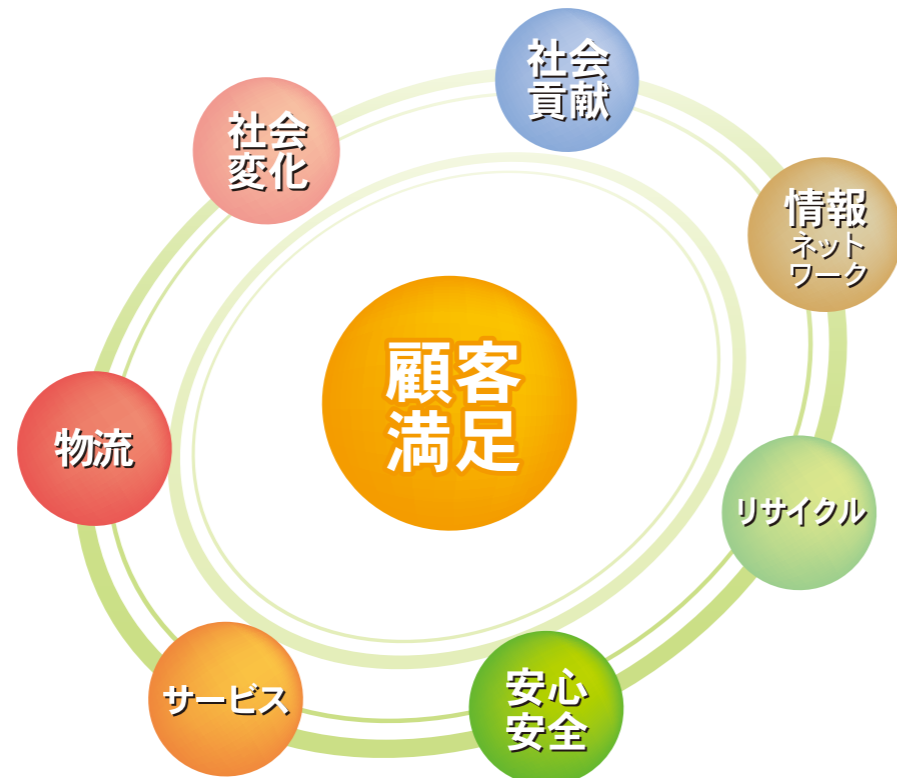 社会
貢献
社会
変化
情報
ネット
ワーク
顧客
満足
物流
リサイクル
サービス
安心
安全